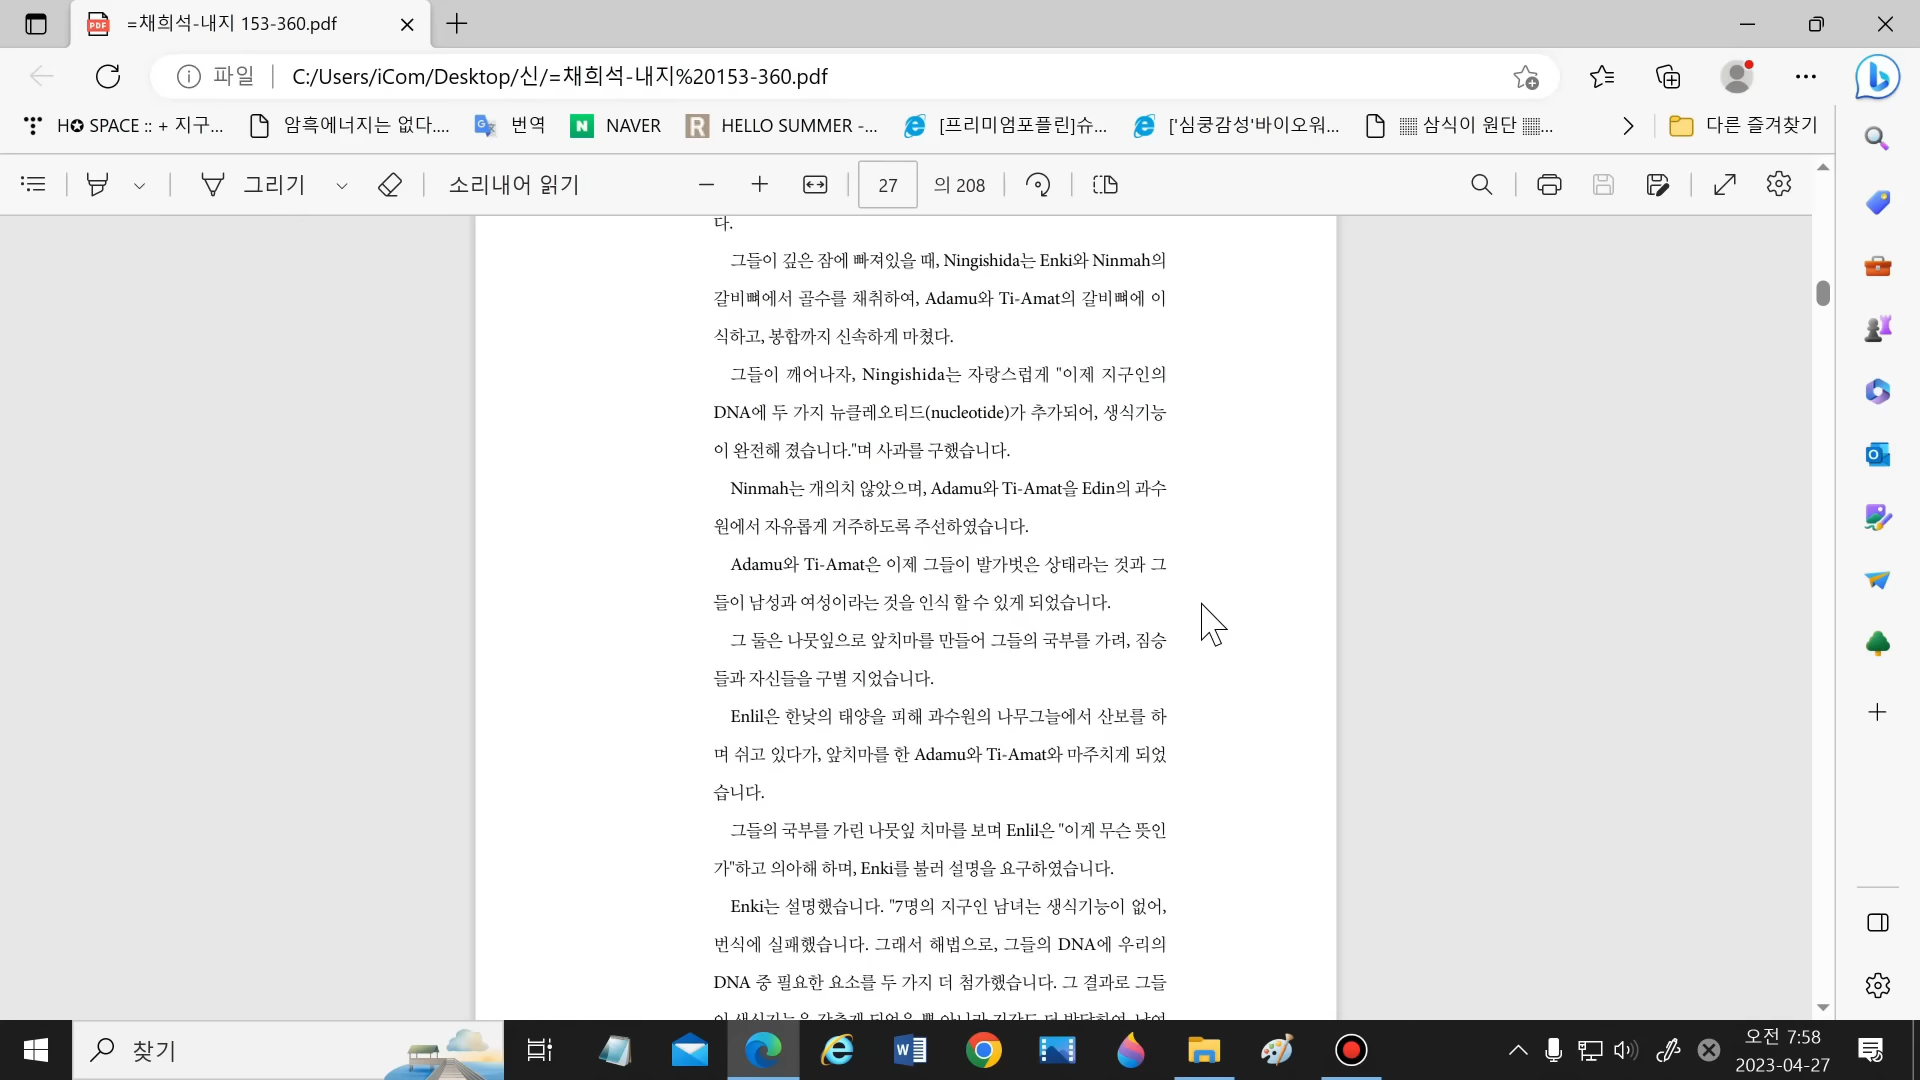 =채희석-내지 153-360.pdf
파일
C:/Users/iCom/Desktop/신/=채희석-내지%20153-360.pdf
H✪ SPACE :: + 지구...
암흑에너지는 없다....
번역
NAVER
HELLO SUMMER -...
[프리미엄포플린]슈...
['심쿵감성'바이오워...
▒ 삼식이 원단 ▒...
다른 즐겨찾기
그리기
소리내어 읽기
27
의 208
다.
그들이 깊은 잠에 빠져있을 때, Ningishida는 Enki와 Ninmah의
갈비뼈에서 골수를 채취하여, Adamu와 Ti-Amat의 갈비뼈에 이
식하고, 봉합까지 신속하게 마쳤다.
그들이 깨어나자, Ningishida는 자랑스럽게 "이제 지구인의
DNA에 두 가지 뉴클레오티드(nucleotide)가 추가되어, 생식기능
이 완전해 졌습니다."며 사과를 구했습니다.
Ninmah는 개의치 않았으며, Adamu와 Ti-Amat을 Edin의 과수
원에서 자유롭게 거주하도록 주선하였습니다.
Adamu와 Ti-Amat은 이제 그들이 발가벗은 상태라는 것과 그
들이 남성과 여성이라는 것을 인식 할 수 있게 되었습니다.
그 둘은 나뭇잎으로 앞치마를 만들어 그들의 국부를 가려, 짐승
들과 자신들을 구별 지었습니다.
Enlil은 한낮의 태양을 피해 과수원의 나무그늘에서 산보를 하
며 쉬고 있다가, 앞치마를 한 Adamu와 Ti-Amat와 마주치게 되었
습니다.
그들의 국부를 가린 나뭇잎 치마를 보며 Enlil은 "이게 무슨 뜻인
가"하고 의아해 하며, Enki를 불러 설명을 요구하였습니다.
Enki는 설명했습니다. "7명의 지구인 남녀는 생식기능이 없어,
번식에 실패했습니다. 그래서 해법으로, 그들의 DNA에 우리의
DNA 중 필요한 요소를 두 가지 더 첨가했습니다. 그 결과로 그들
찾기
오전 7:58
2023-04-27